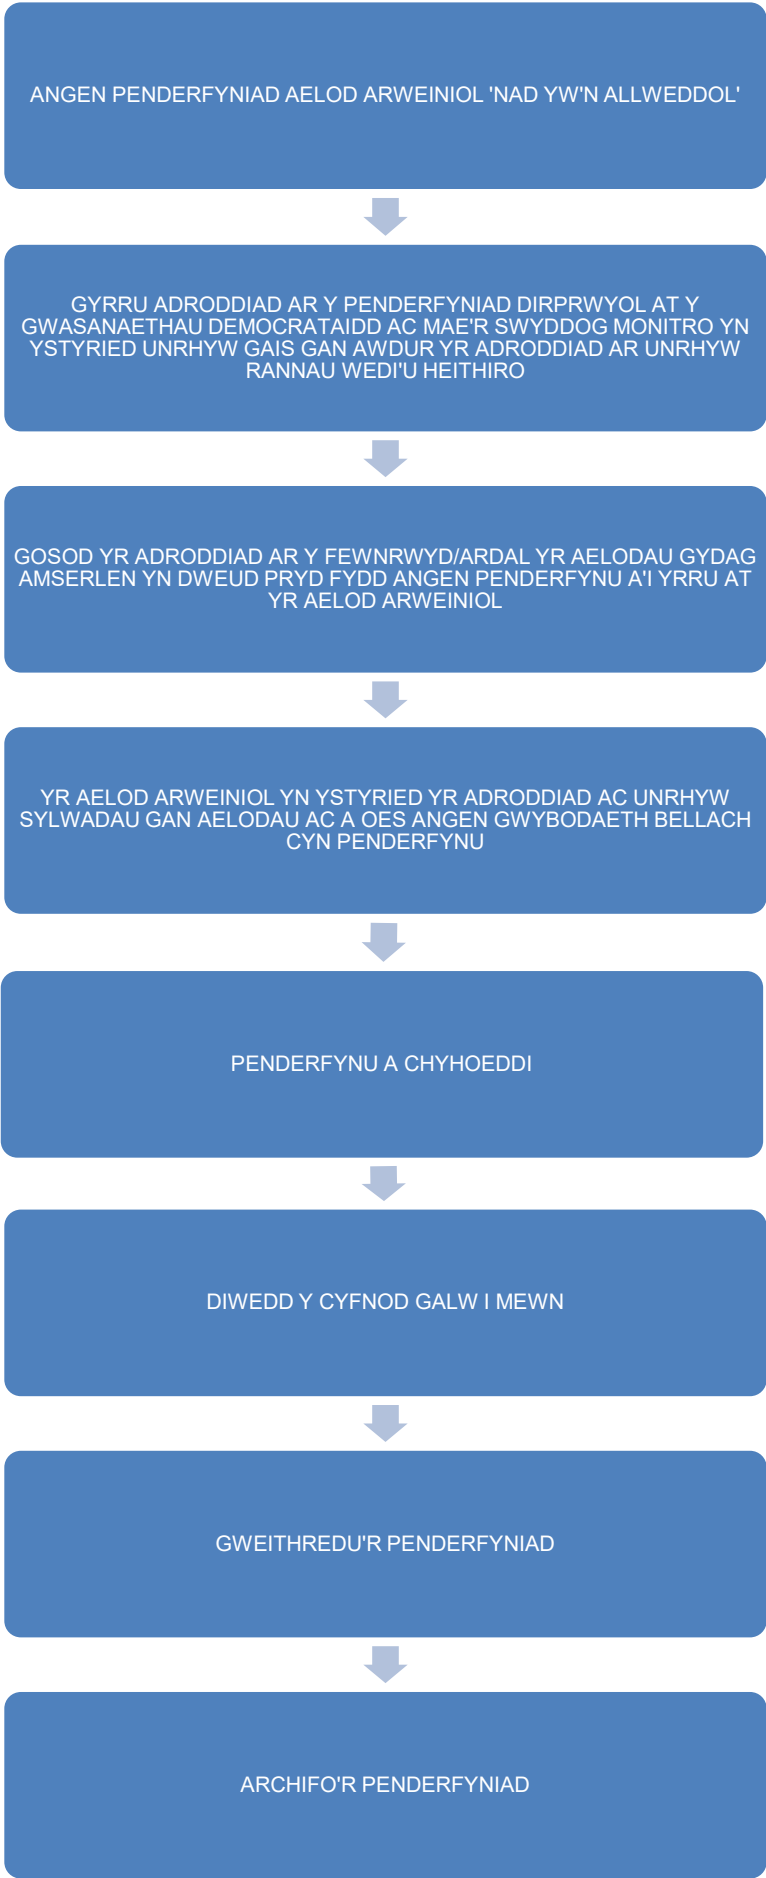 ANGEN PENDERFYNIAD AELOD ARWEINIOL 'NAD YW'N ALLWEDDOL'
GYRRU ADRODDIAD AR Y PENDERFYNIAD DIRPRWYOL AT Y
GWASANAETHAU DEMOCRATAIDD AC MAE'R SWYDDOG MONITRO YN
YSTYRIED UNRHYW GAIS GAN AWDUR YR ADRODDIAD AR UNRHYW
RANNAU WEDI'U HEITHIRO
GOSOD YR ADRODDIAD AR Y FEWNRWYD/ARDAL YR AELODAU GYDAG
AMSERLEN YN DWEUD PRYD FYDD ANGEN PENDERFYNU A'I YRRU AT
YR AELOD ARWEINIOL
YR AELOD ARWEINIOL YN YSTYRIED YR ADRODDIAD AC UNRHYW
SYLWADAU GAN AELODAU AC A OES ANGEN GWYBODAETH BELLACH
CYN PENDERFYNU
PENDERFYNU A CHYHOEDDI
DIWEDD Y CYFNOD GALW I MEWN
GWEITHREDU'R PENDERFYNIAD
ARCHIFO'R PENDERFYNIAD